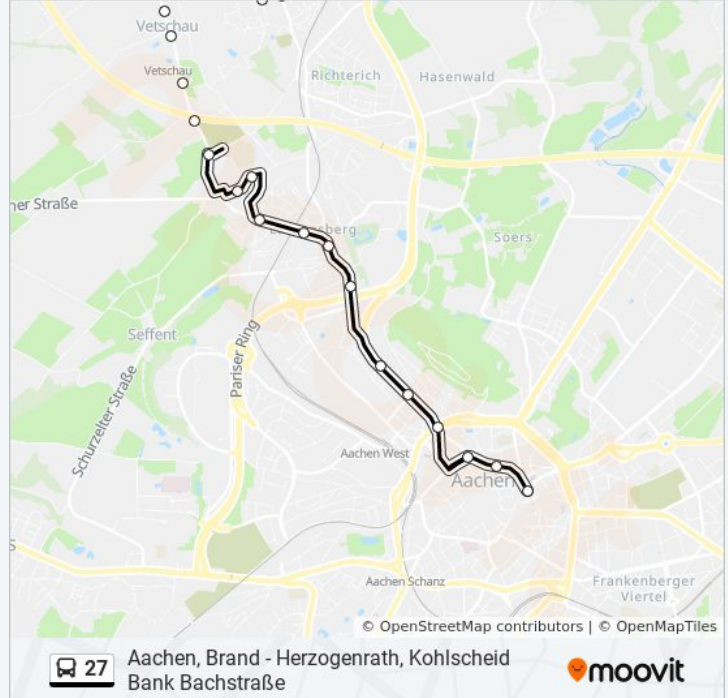 Vetschau
Vetschau
Richterich
Hasenwald
ner Straße
Soers
Seffent
Pariser Ring
Schurzelter Straße
Aachen West
Aachen
Aachen Schanz
Frankenberger
Viertel
© OpenStreetMap contributors | © OpenMapTiles
27
Aachen, Brand - Herzogenrath, Kohlscheid
Bank Bachstraße
moovit